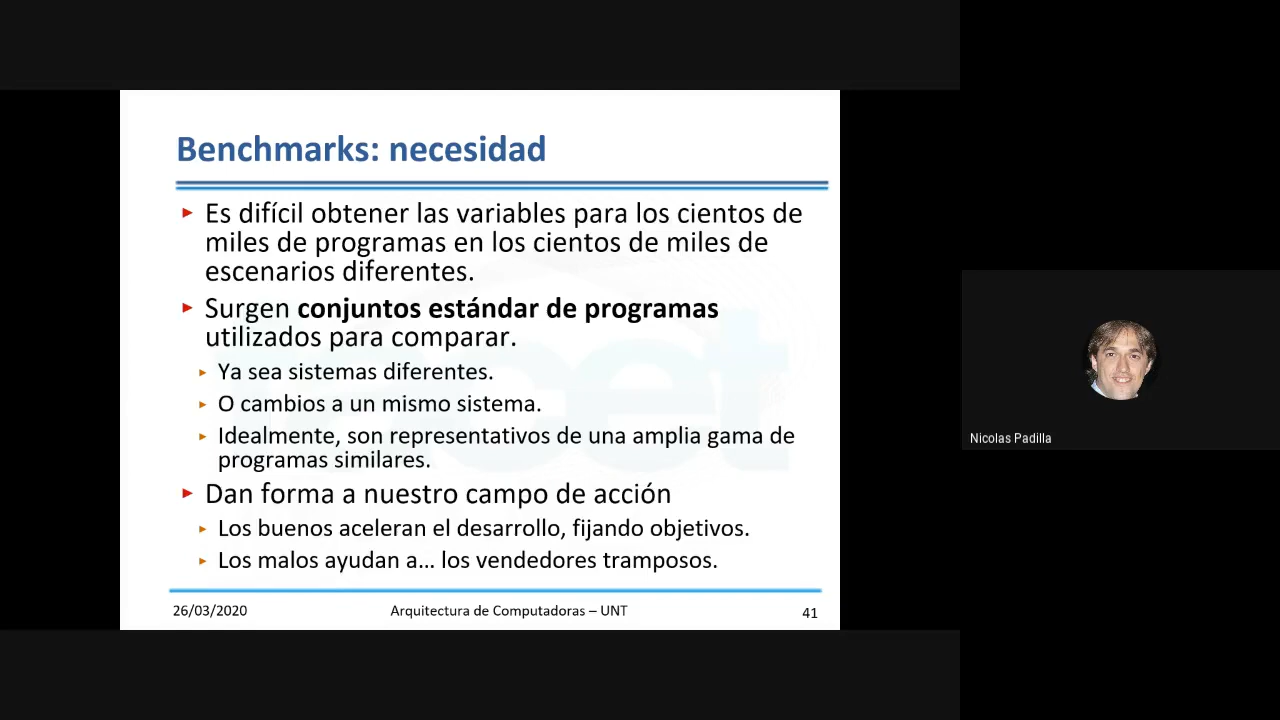 Benchmarks: necesidad
Es difícil obtener las variables para los cientos de
miles de programas en los cientos de miles de
escenarios diferentes.
Surgen conjuntos estándar de programas
utilizados para comparar.
Ya sea sistemas diferentes.
O cambios a un mismo sistema.
Idealmente, son representativos de una amplia gama de
programas similares.
Dan forma a nuestro campo de acción
Los buenos aceleran el desarrollo, fijando objetivos.
Los malos ayudan a... los vendedores tramposos.
26/03/2020
Arquitectura de Computadoras – UNT
41
Nicolas Padilla